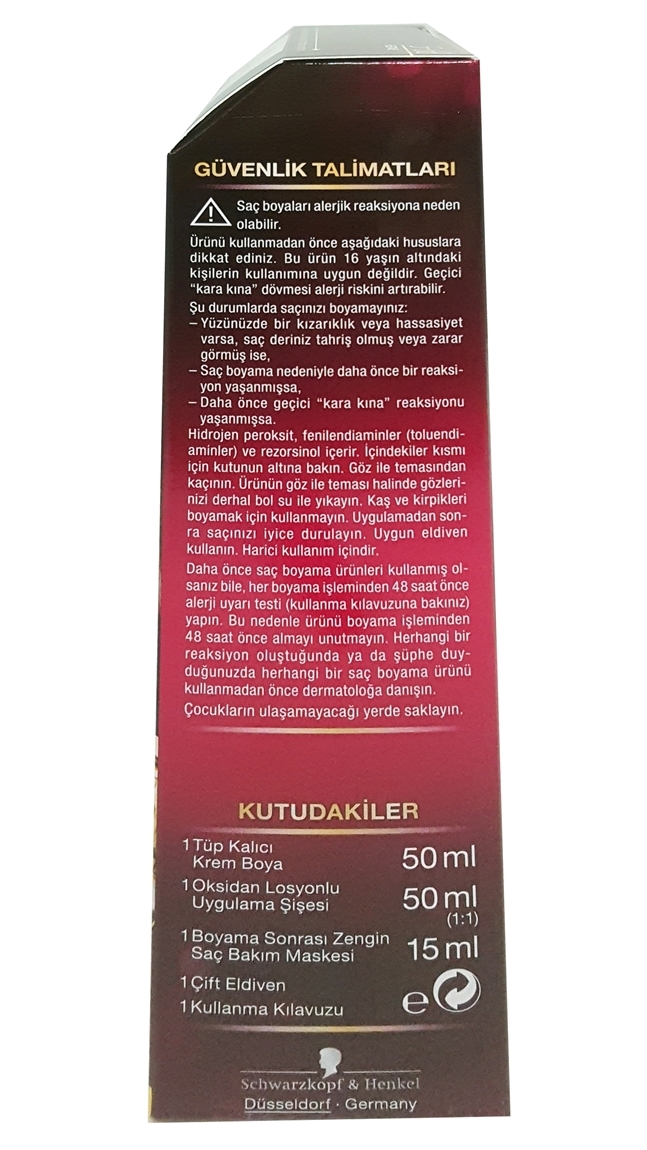 GÜVENLİK TALİMATLARI
Saç boyaları alerjik reaksiyona neden
olabilir.
Ürünü kullanmadan önce aşağıdaki hususlara
dikkat ediniz. Bu ürün 16 yaşın altındaki
kişilerin kullanımına uygun değildir. Geçici
“kara kına” dövmesi alerji riskini artırabilir.
Şu durumlarda saçınızı boyamayınız:
– Yüzünüzde bir kızarıklık veya hassasiyet
varsa, saç deriniz tahriş olmuş veya zarar
görmüş ise,
– Saç boyama nedeniyle daha önce bir reaksi-
yon yaşanmışsa,
– Daha önce geçici “kara kına” reaksiyonu
yaşanmışsa.
Hidrojen peroksit, fenilendiaminler (toluendi-
aminler) ve rezorsinol içerir. İçindekiler kısmı
için kutunun altına bakın. Göz ile temasından
kaçının. Ürünün göz ile teması halinde gözleri-
nizi derhal bol su ile yıkayın. Kaş ve kirpikleri
boyamak için kullanmayın. Uygulamadan son-
ra saçınızı iyice durulayın. Uygun eldiven
kullanın. Harici kullanım içindir.
Daha önce saç boyama ürünleri kullanmış ol-
sanız bile, her boyama işleminden 48 saat önce
alerji uyarı testi (kullanma kılavuzuna bakınız)
yapın. Bu nedenle ürünü boyama işleminden
48 saat önce almayı unutmayın. Herhangi bir
reaksiyon oluştuğunda ya da şüphe duy-
duğunuzda herhangi bir saç boyama ürünü
kullanmadan önce dermatoloğa danışın.
Çocukların ulaşamayacağı yerde saklayın.
KUTUDAKİLER
1 Tüp Kalıcı
Krem Boya 50 ml
1 Oksidan Losyonlu
Uygulama Şişesi 50 ml
(1:1)
1 Boyama Sonrası Zengin
Saç Bakım Maskesi 15 ml
1 Çift Eldiven
1 Kullanma Kılavuzu e
Schwarzkopf & Henkel
Düsseldorf · Germany